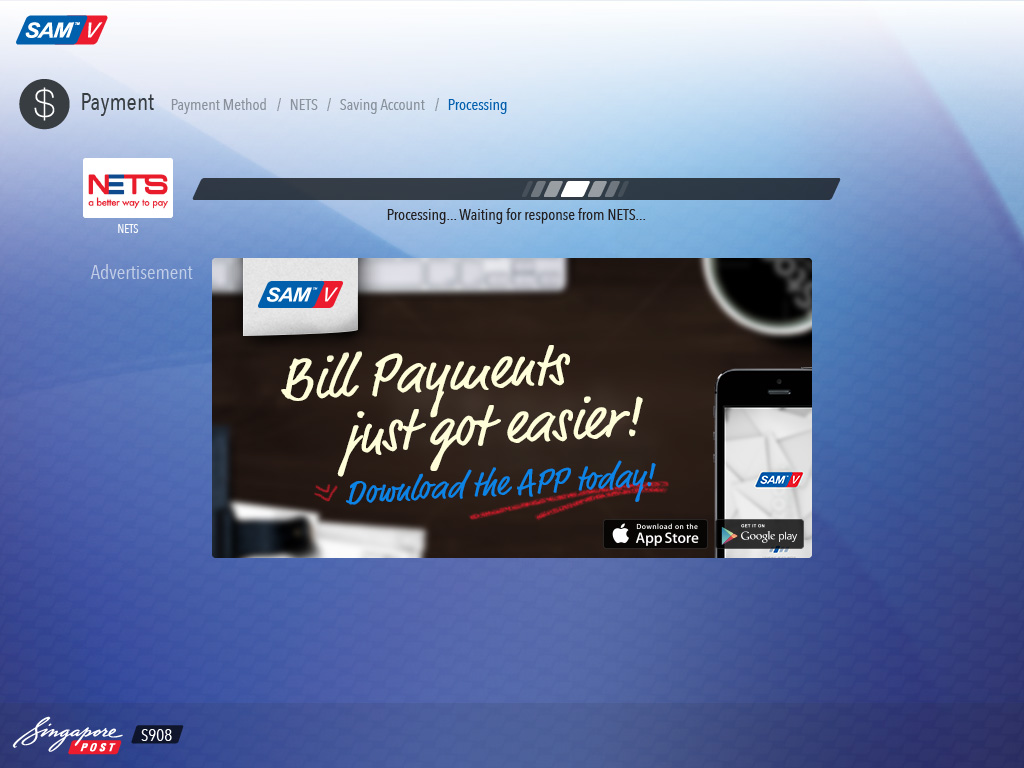 SAM™ V
$ Payment Payment Method / NETS / Saving Account / Processing
NETS
a better way to pay
NETS
Processing... Waiting for response from NETS...
Advertisement
SAM™ V
Bill Payments
just got easier!
Download the APP today!
SAM™ V
Download on the
App Store
GET IT ON
Google play
Singapore
POST
S908